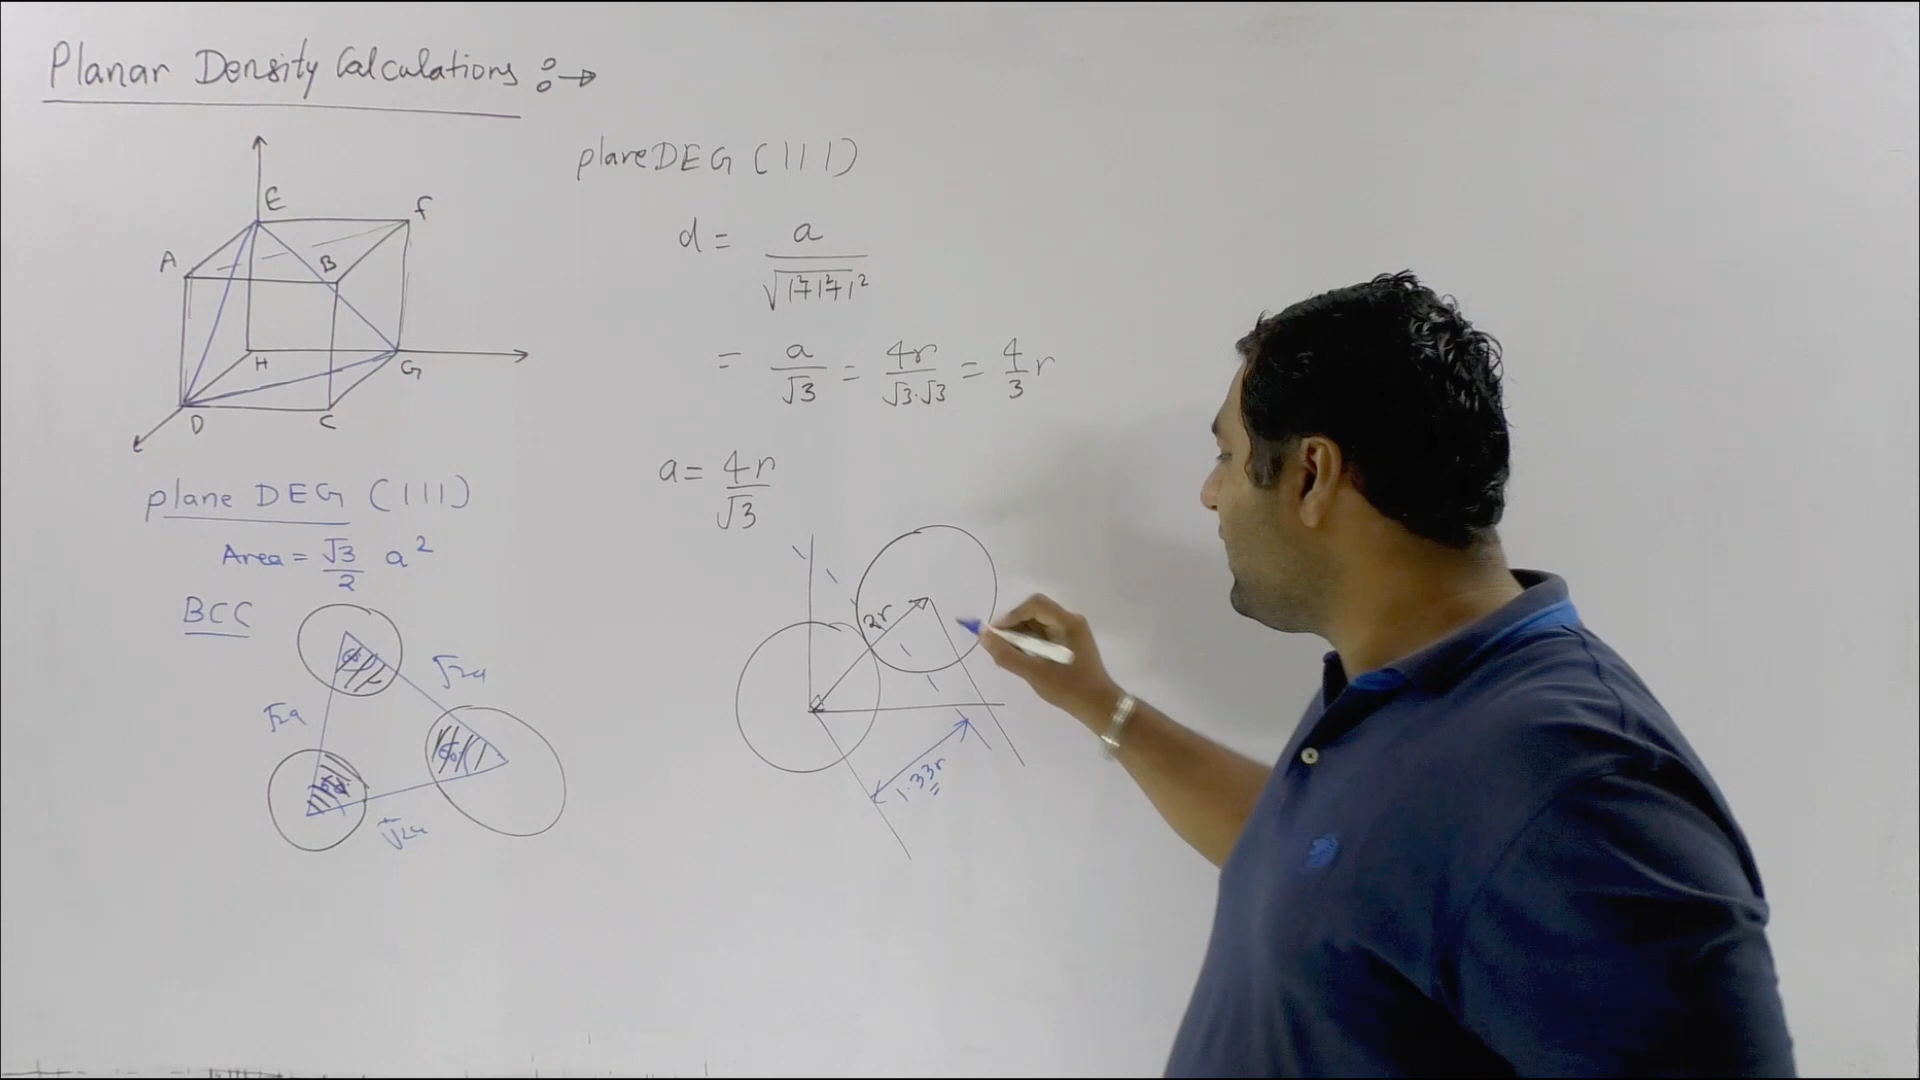 Planar Density Calculations :→
E
F
A
B
H
G
D
C
plane DEG (111)
Area = √3/2 a²
BCC
√2a
√2a
60°
60°
√2a
plane DEG (111)
d = a/√(1²+1²+1²)
= a/√3 = 4r/(√3·√3) = 4/3 r
a = 4r/√3
2r
1.33r